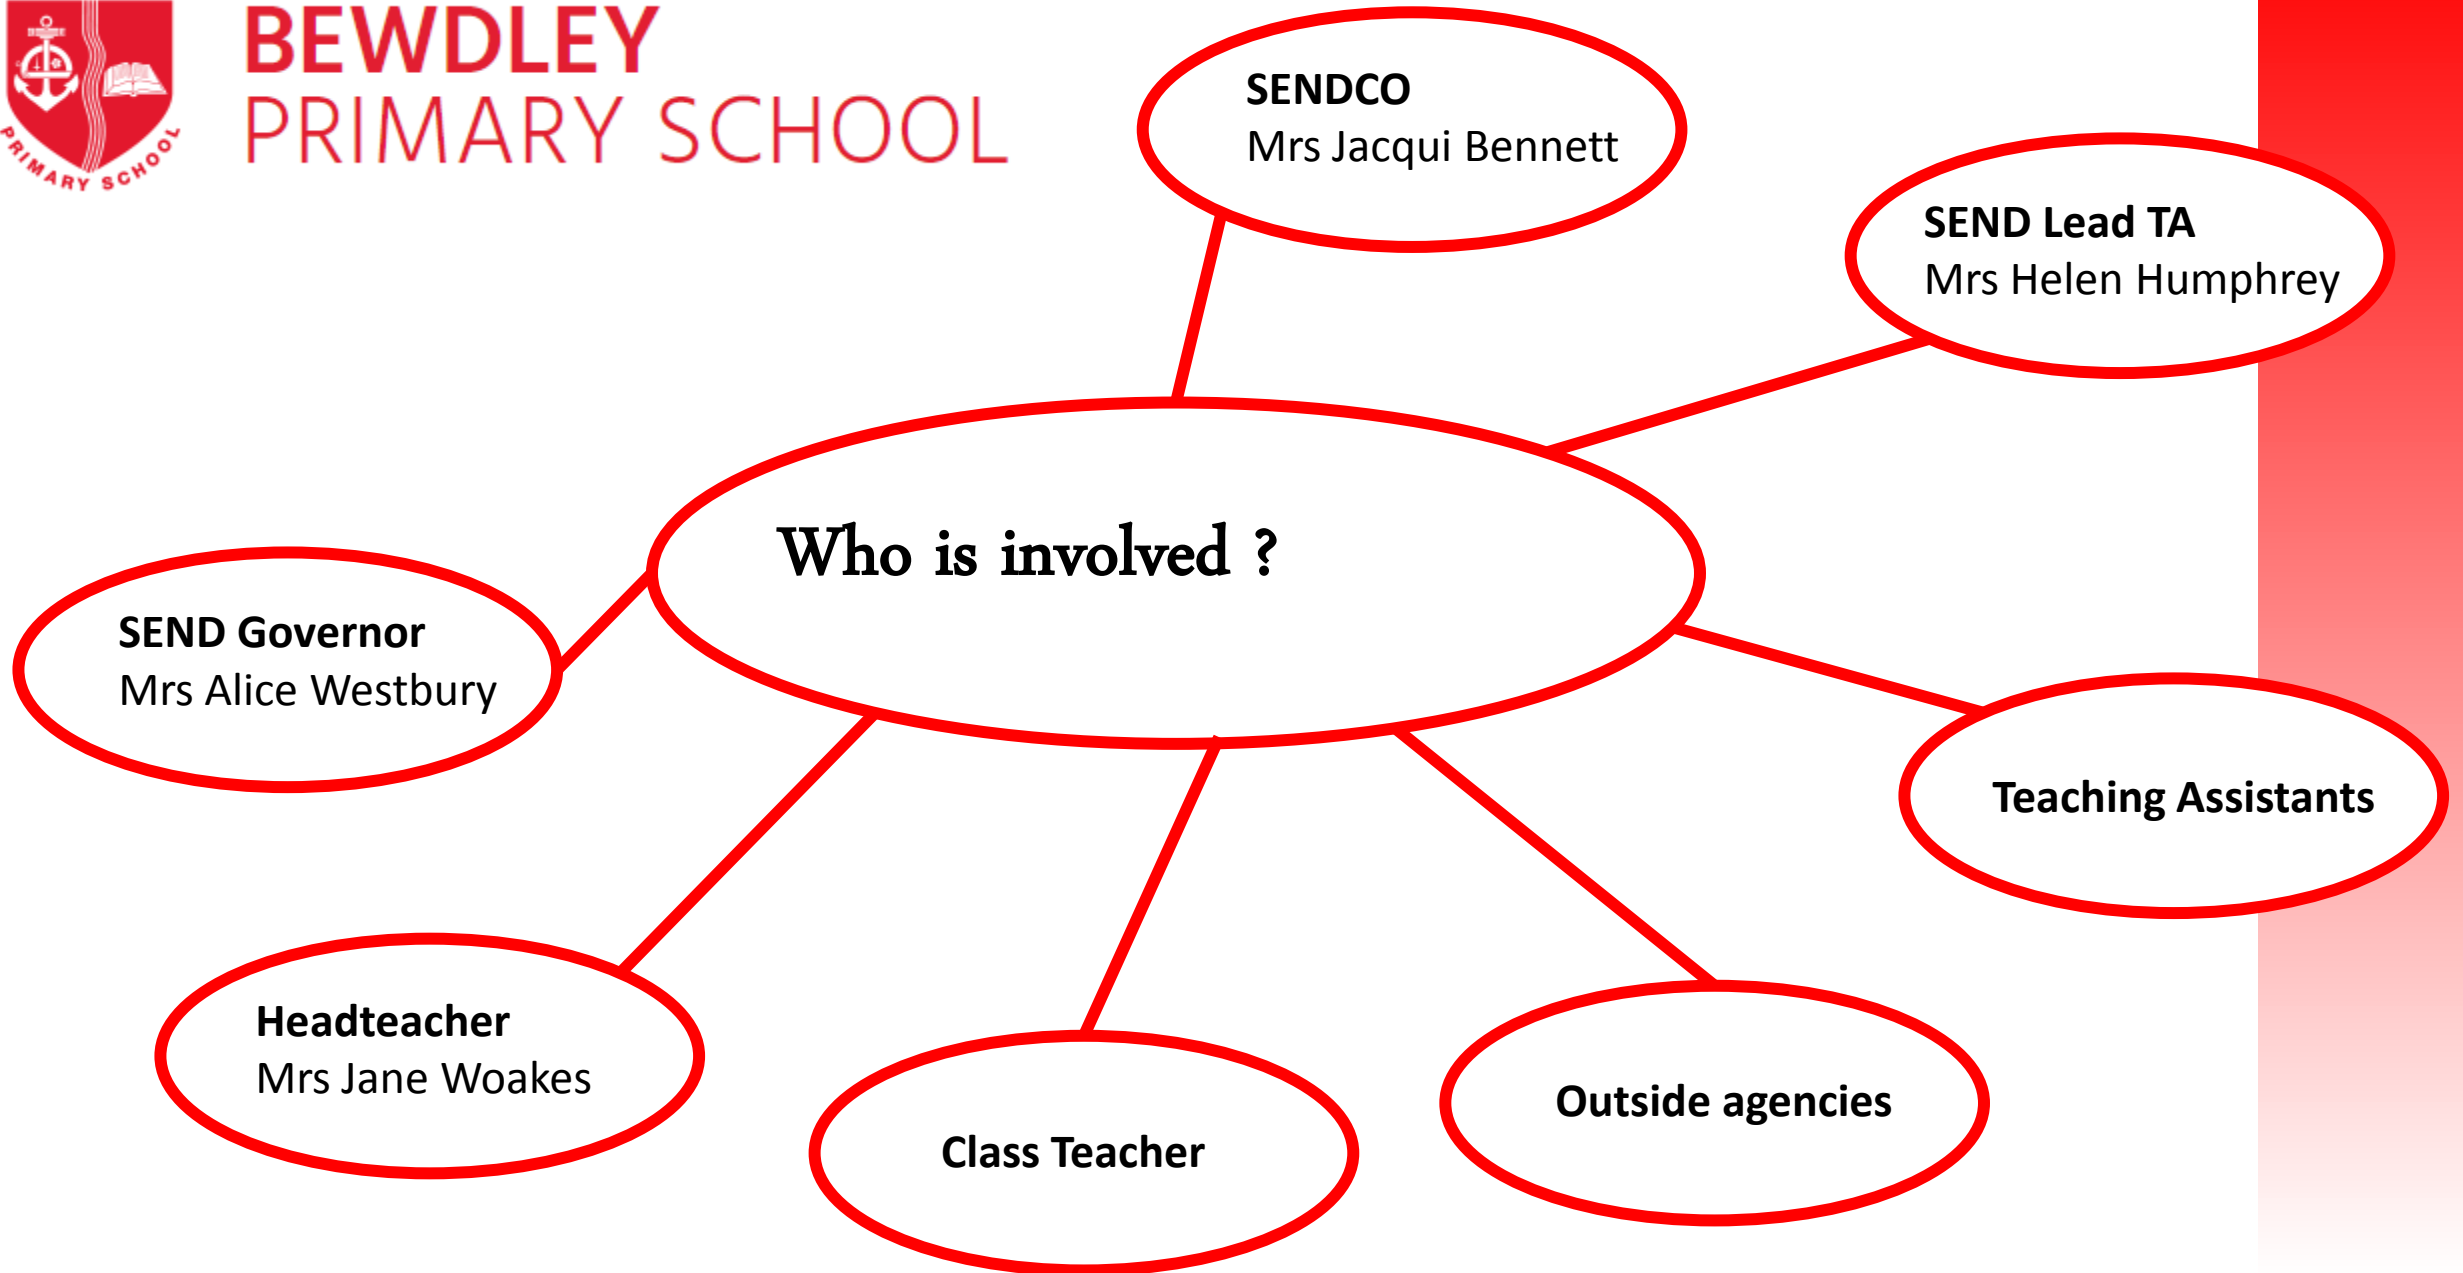 BEWDLEY
PRIMARY SCHOOL
PRIMARY SCHOOL
SENDCO
Mrs Jacqui Bennett
SEND Lead TA
Mrs Helen Humphrey
Who is involved ?
SEND Governor
Mrs Alice Westbury
Teaching Assistants
Headteacher
Mrs Jane Woakes
Outside agencies
Class Teacher